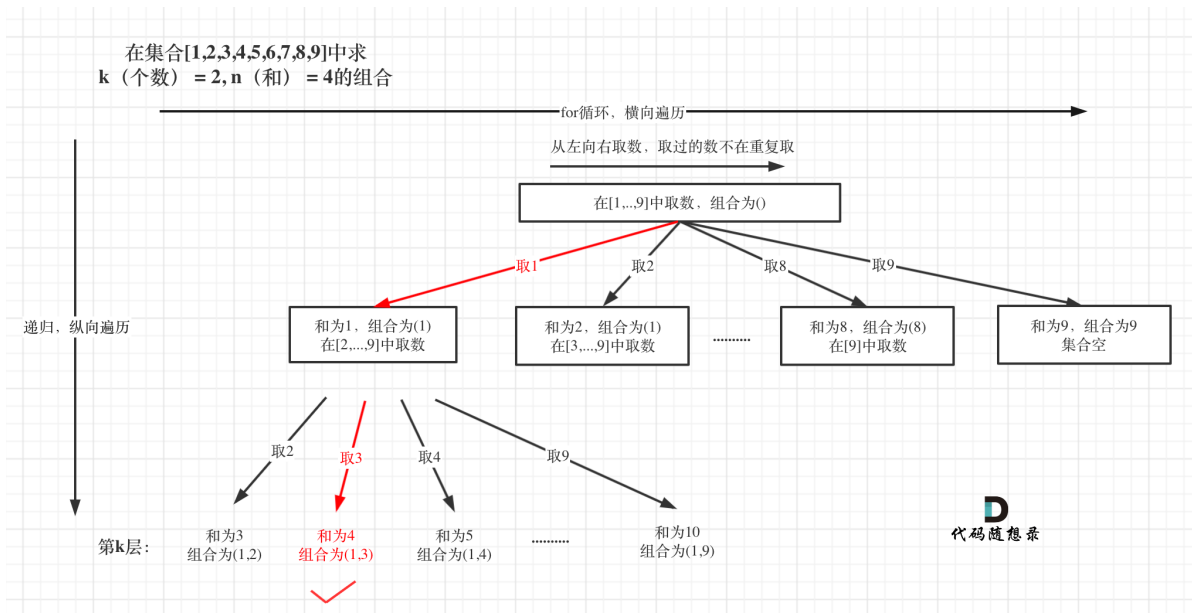 在集合[1,2,3,4,5,6,7,8,9]中求
k（个数）= 2, n（和）= 4的组合
for循环，横向遍历
从左向右取数，取过的数不在重复取
在[1,..,9]中取数，组合为()
取1
取2
取8
取9
递归，纵向遍历
和为1，组合为(1)
在[2,...,9]中取数
和为2，组合为(1)
在[3,...,9]中取数
..........
和为8，组合为(8)
在[9]中取数
和为9，组合为9
集合空
取2
取3
取4
取9
第k层：
和为3
组合为(1,2)
和为4
组合为(1,3)
和为5
组合为(1,4)
..........
和为10
组合为(1,9)
代码随想录